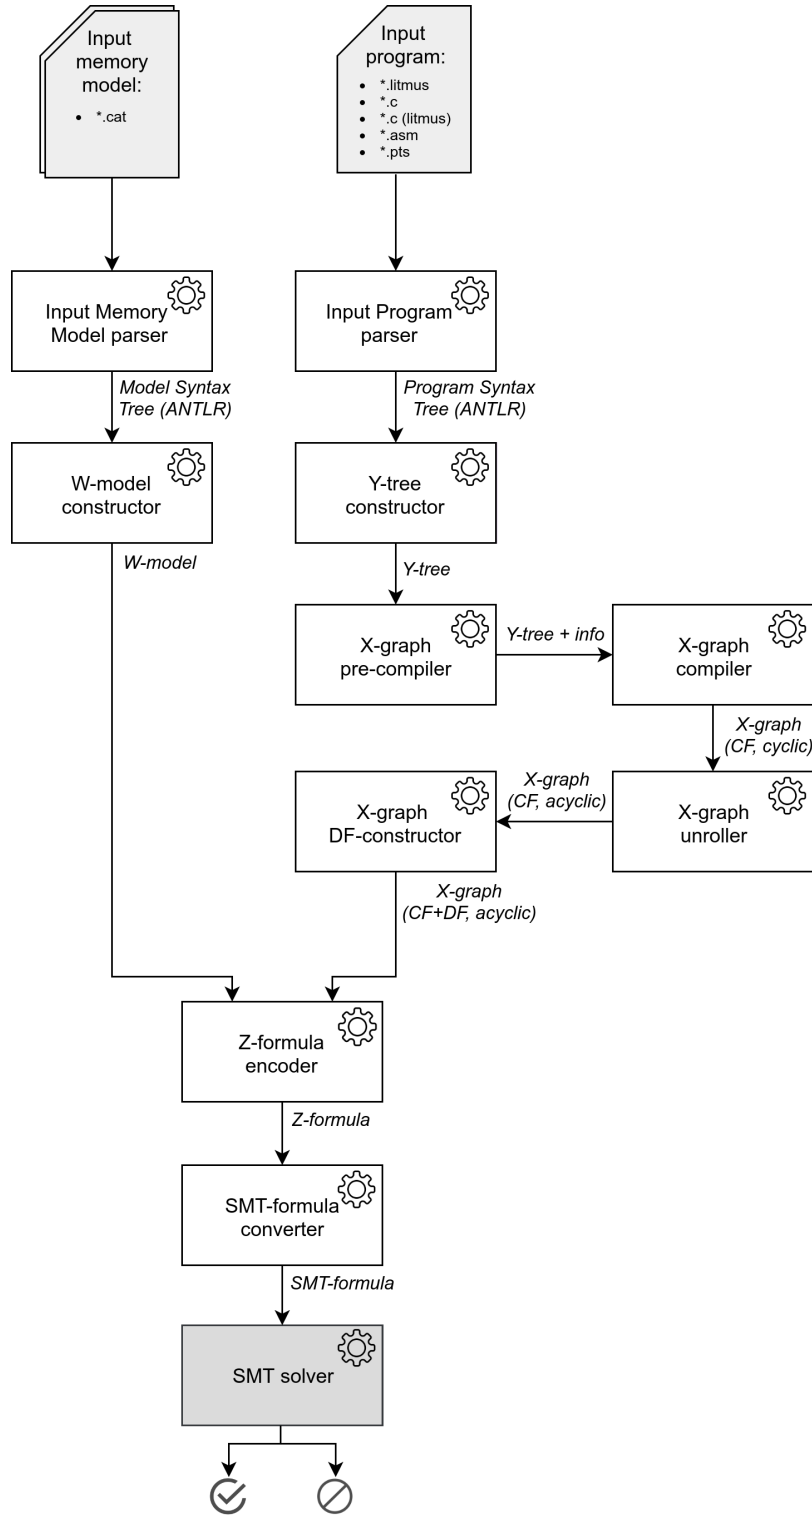 Input
memory
model:
• *.cat
Input
program:
• *.litmus
• *.c
• *.c (litmus)
• *.asm
• *.pts
Input Memory
Model parser
Input Program
parser
Model Syntax
Tree (ANTLR)
Program Syntax
Tree (ANTLR)
W-model
constructor
Y-tree
constructor
W-model
Y-tree
X-graph
pre-compiler
Y-tree + info
X-graph
compiler
X-graph
(CF, cyclic)
X-graph
DF-constructor
X-graph
(CF, acyclic)
X-graph
unroller
X-graph
(CF+DF, acyclic)
Z-formula
encoder
Z-formula
SMT-formula
converter
SMT-formula
SMT solver